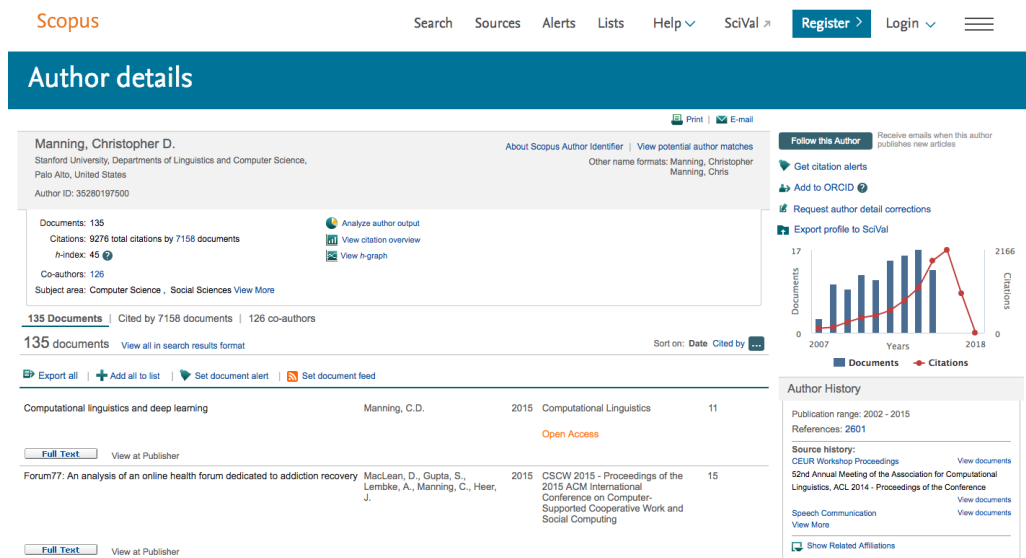 Scopus
Search Sources Alerts Lists Help SciVal Register > Login
Author details
Print | E-mail
Manning, Christopher D.
Stanford University, Departments of Linguistics and Computer Science,
Palo Alto, United States
Author ID: 35280197500
About Scopus Author Identifier | View potential author matches
Other name formats: Manning, Christopher
Manning, Chris
Documents: 135
Citations: 9276 total citations by 7158 documents
h-index: 45 ?
Co-authors: 126
Subject area: Computer Science , Social Sciences View More
Analyze author output
View citation overview
View h-graph
135 Documents | Cited by 7158 documents | 126 co-authors
135 documents View all in search results format
Sort on: Date Cited by ...
Export all | Add all to list | Set document alert | Set document feed
Computational linguistics and deep learning Manning, C.D. 2015 Computational Linguistics 11
Open Access
Full Text View at Publisher
Forum77: An analysis of an online health forum dedicated to addiction recovery MacLean, D., Gupta, S., 2015 CSCW 2015 - Proceedings of the 15
Lembke, A., Manning, C., Heer, 2015 ACM International
J. Conference on Computer-
Supported Cooperative Work and
Social Computing
Full Text View at Publisher
Follow this Author Receive emails when this author
publishes new articles
Get citation alerts
Add to ORCID ?
Request author detail corrections
Export profile to SciVal
17 2166
Documents Citations
0 0
2007 Years 2018
Documents Citations
Author History
Publication range: 2002 - 2015
References: 2601
Source history:
CEUR Workshop Proceedings View documents
52nd Annual Meeting of the Association for Computational
Linguistics, ACL 2014 - Proceedings of the Conference
View documents
Speech Communication View documents
View More
Show Related Affiliations